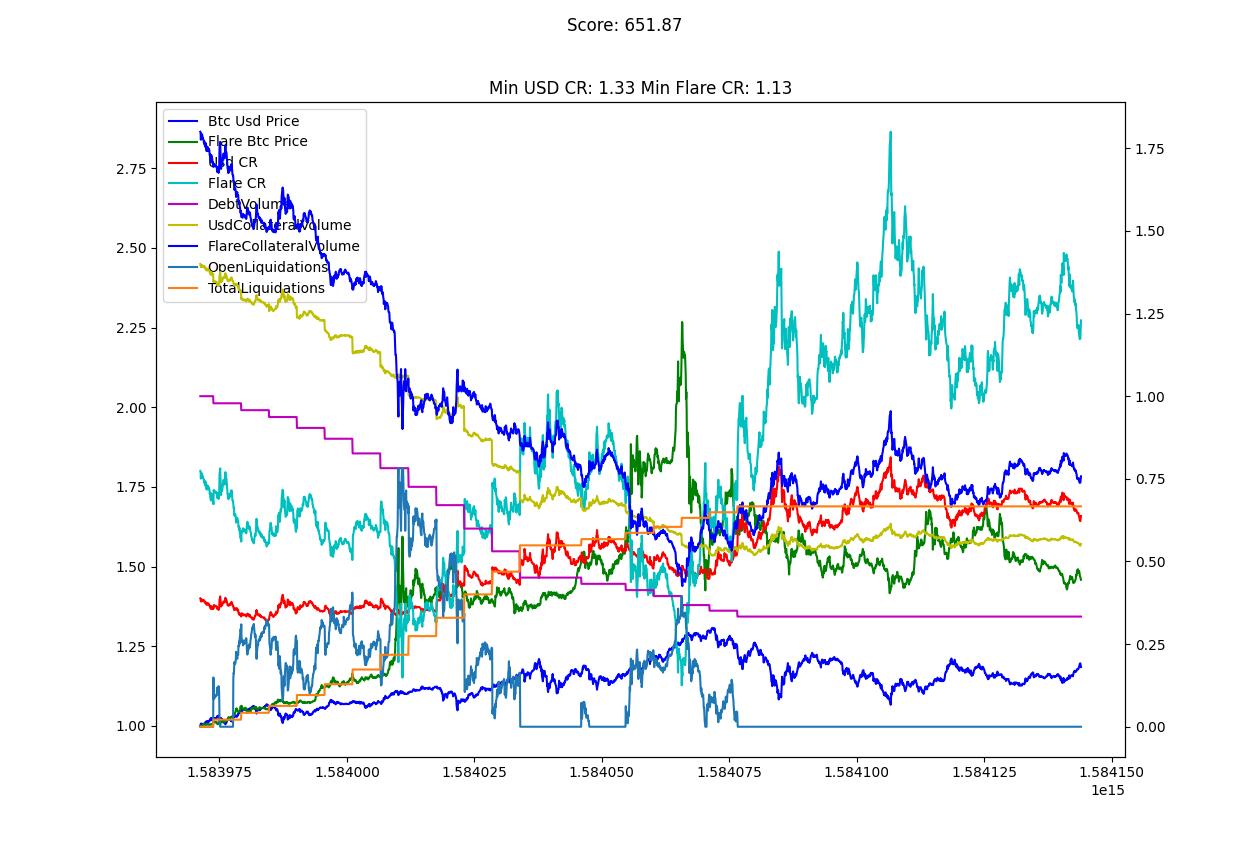 Score: 651.87
Min USD CR: 1.33 Min Flare CR: 1.13
Btc Usd Price
Flare Btc Price
Usd CR
Flare CR
DebtVolume
UsdCollateralVolume
FlareCollateralVolume
OpenLiquidations
TotalLiquidations
2.75
2.50
2.25
2.00
1.75
1.50
1.25
1.00
1.75
1.50
1.25
1.00
0.75
0.50
0.25
0.00
1.583975 1.584000 1.584025 1.584050 1.584075 1.584100 1.584125 1.584150
1e15